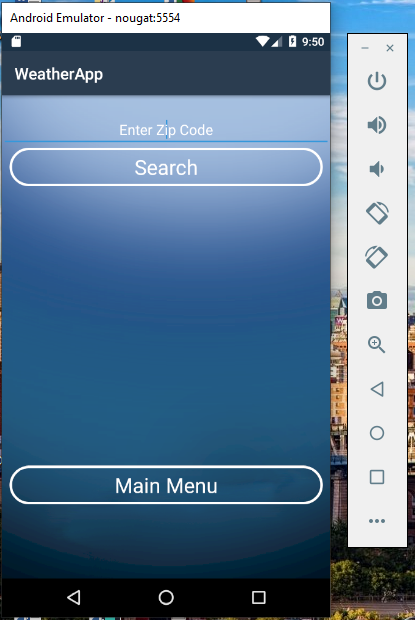 Android Emulator - nougat:5554
9:50
WeatherApp
Enter Zip Code
Search
Main Menu